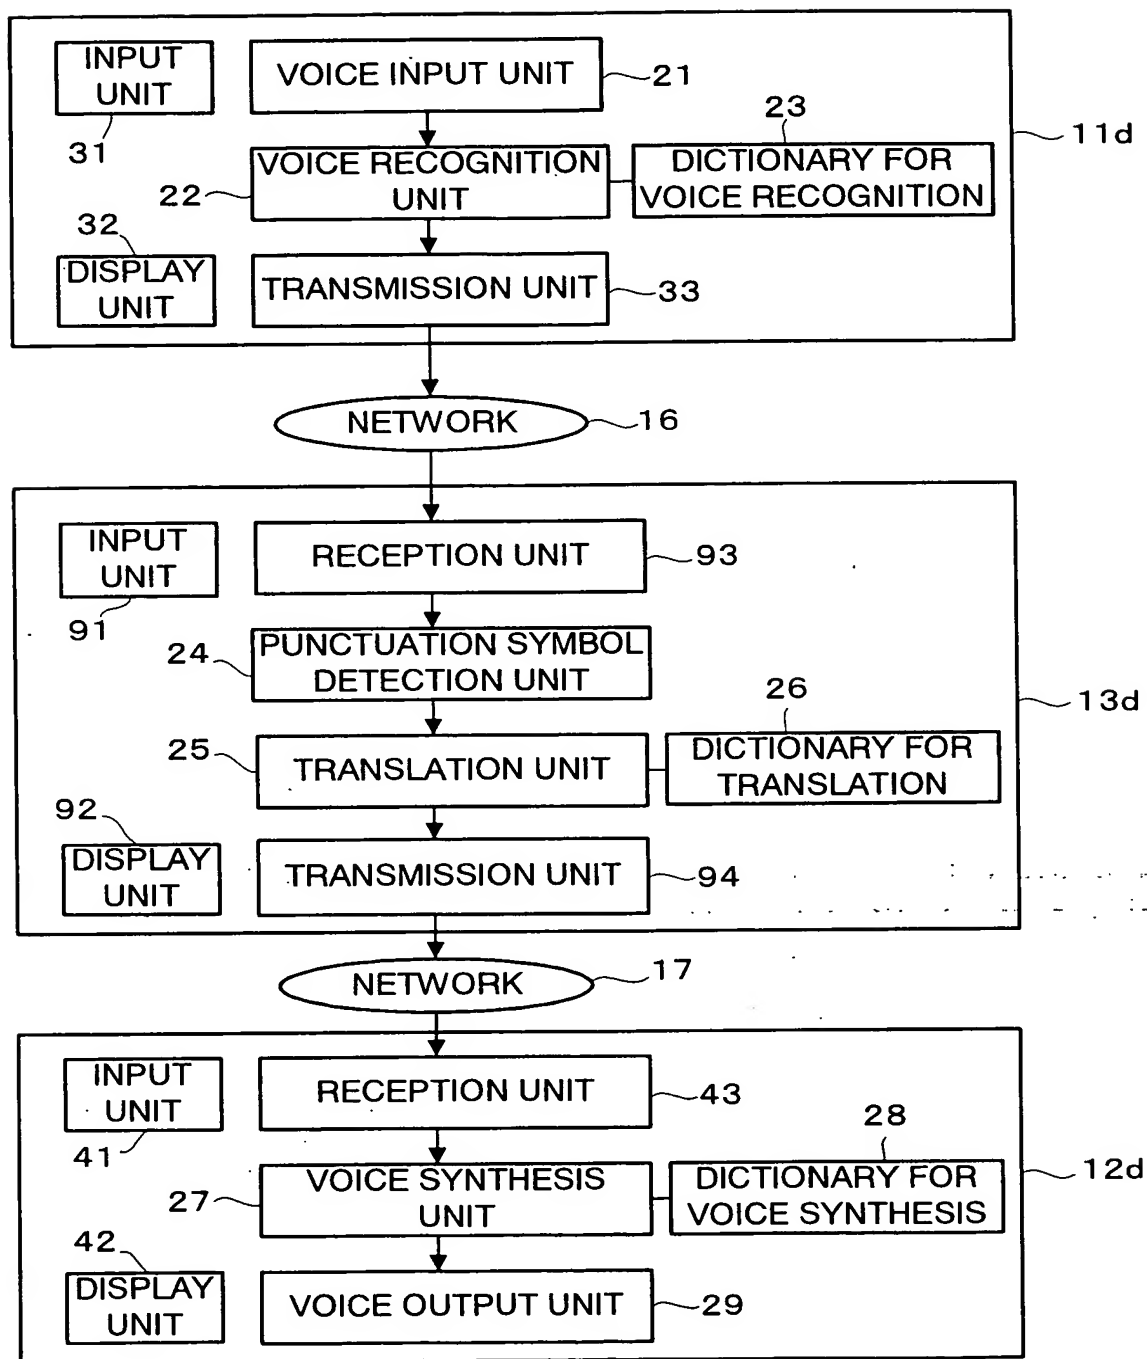 INPUT
UNIT
31
VOICE INPUT UNIT
21
23
11d
VOICE RECOGNITION
UNIT
22
DICTIONARY FOR
VOICE RECOGNITION
32
DISPLAY
UNIT
TRANSMISSION UNIT
33
NETWORK
16
INPUT
UNIT
91
RECEPTION UNIT
93
24
PUNCTUATION SYMBOL
DETECTION UNIT
26
13d
25
TRANSLATION UNIT
DICTIONARY FOR
TRANSLATION
92
DISPLAY
UNIT
TRANSMISSION UNIT
94
NETWORK
17
INPUT
UNIT
41
RECEPTION UNIT
43
28
12d
27
VOICE SYNTHESIS
UNIT
DICTIONARY FOR
VOICE SYNTHESIS
42
DISPLAY
UNIT
VOICE OUTPUT UNIT
29